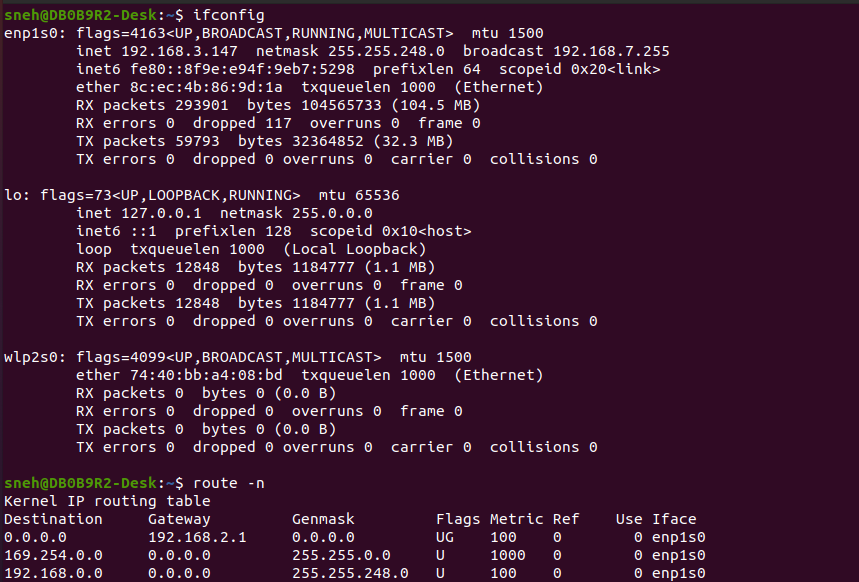 sneh@DB0B9R2-Desk:~$ ifconfig
enp1s0: flags=4163<UP,BROADCAST,RUNNING,MULTICAST>  mtu 1500
        inet 192.168.3.147  netmask 255.255.248.0  broadcast 192.168.7.255
        inet6 fe80::8f9e:e94f:9eb7:5298  prefixlen 64  scopeid 0x20<link>
        ether 8c:ec:4b:86:9d:1a  txqueuelen 1000  (Ethernet)
        RX packets 293901  bytes 104565733 (104.5 MB)
        RX errors 0  dropped 117  overruns 0  frame 0
        TX packets 59793  bytes 32364852 (32.3 MB)
        TX errors 0  dropped 0 overruns 0  carrier 0  collisions 0

lo: flags=73<UP,LOOPBACK,RUNNING>  mtu 65536
        inet 127.0.0.1  netmask 255.0.0.0
        inet6 ::1  prefixlen 128  scopeid 0x10<host>
        loop  txqueuelen 1000  (Local Loopback)
        RX packets 12848  bytes 1184777 (1.1 MB)
        RX errors 0  dropped 0  overruns 0  frame 0
        TX packets 12848  bytes 1184777 (1.1 MB)
        TX errors 0  dropped 0 overruns 0  carrier 0  collisions 0

wlp2s0: flags=4099<UP,BROADCAST,MULTICAST>  mtu 1500
        ether 74:40:bb:a4:08:bd  txqueuelen 1000  (Ethernet)
        RX packets 0  bytes 0 (0.0 B)
        RX errors 0  dropped 0  overruns 0  frame 0
        TX packets 0  bytes 0 (0.0 B)
        TX errors 0  dropped 0 overruns 0  carrier 0  collisions 0

sneh@DB0B9R2-Desk:~$ route -n
Kernel IP routing table
Destination     Gateway         Genmask         Flags Metric Ref    Use Iface
0.0.0.0         192.168.2.1     0.0.0.0         UG    100    0        0 enp1s0
169.254.0.0     0.0.0.0         255.255.0.0     U     1000   0        0 enp1s0
192.168.0.0     0.0.0.0         255.255.248.0   U     100    0        0 enp1s0